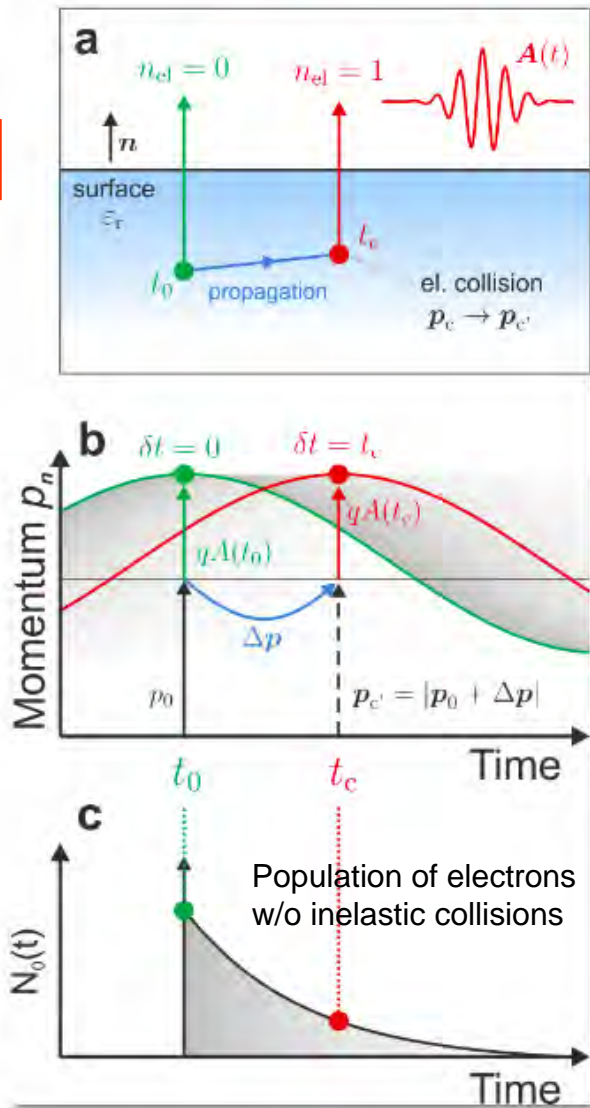 a
n_el = 0
n_el = 1
A(t)
n
surface
ε_r
t_0
t_c
propagation
el. collision
p_c → p_c'
b
δt = 0
δt = t_c
Momentum p_n
qA(t_0)
qA(t_c)
Δp
p_0
p_c' = |p_0 + Δp|
Time
t_0
t_c
c
Population of electrons
w/o inelastic collisions
N_0(t)
Time